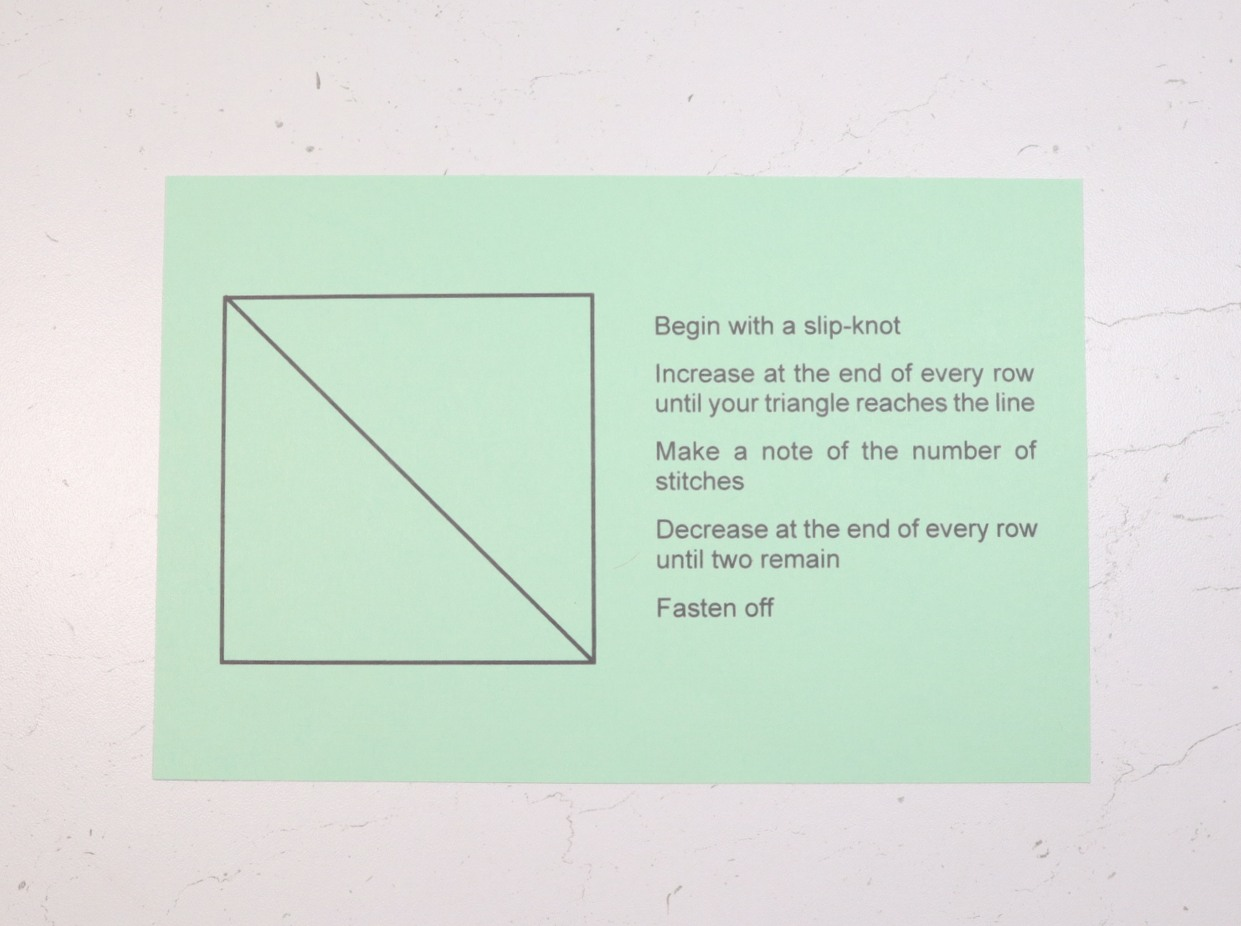 Begin with a slip-knot
Increase at the end of every row
until your triangle reaches the line
Make a note of the number of
stitches
Decrease at the end of every row
until two remain
Fasten off